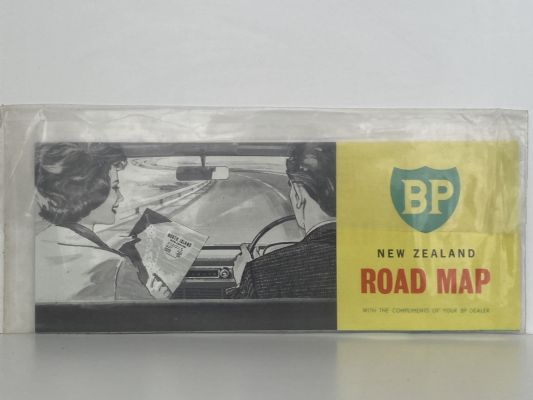 NORTH ISLAND
BP
NEW ZEALAND
ROAD MAP
WITH THE COMPLIMENTS OF YOUR BP DEALER